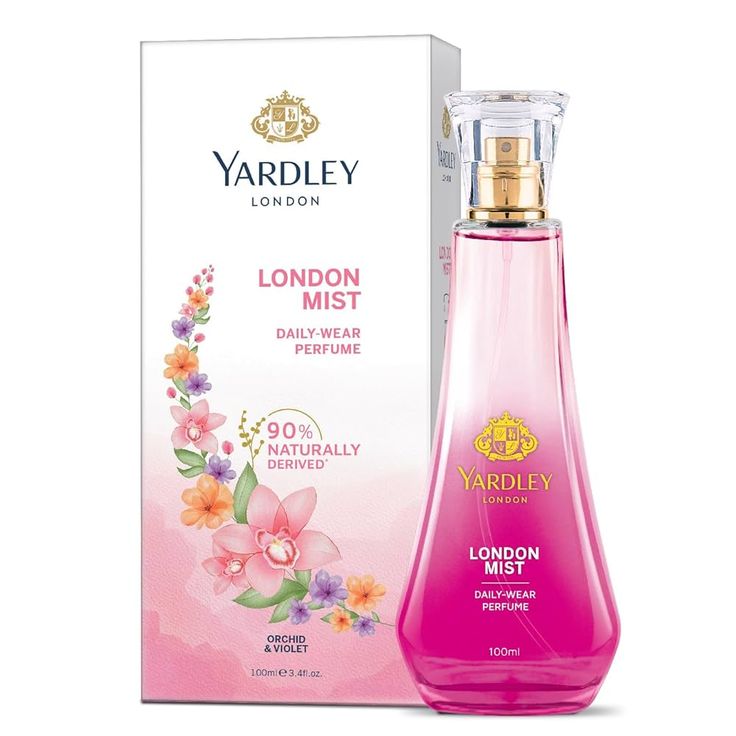 YARDLEY
LONDON
LONDON
MIST
DAILY-WEAR
PERFUME
90%
NATURALLY
DERIVED*
ORCHID
& VIOLET
100ml e 3.4fl.oz.
YARDLEY
LONDON
LONDON
MIST
DAILY-WEAR
PERFUME
100ml